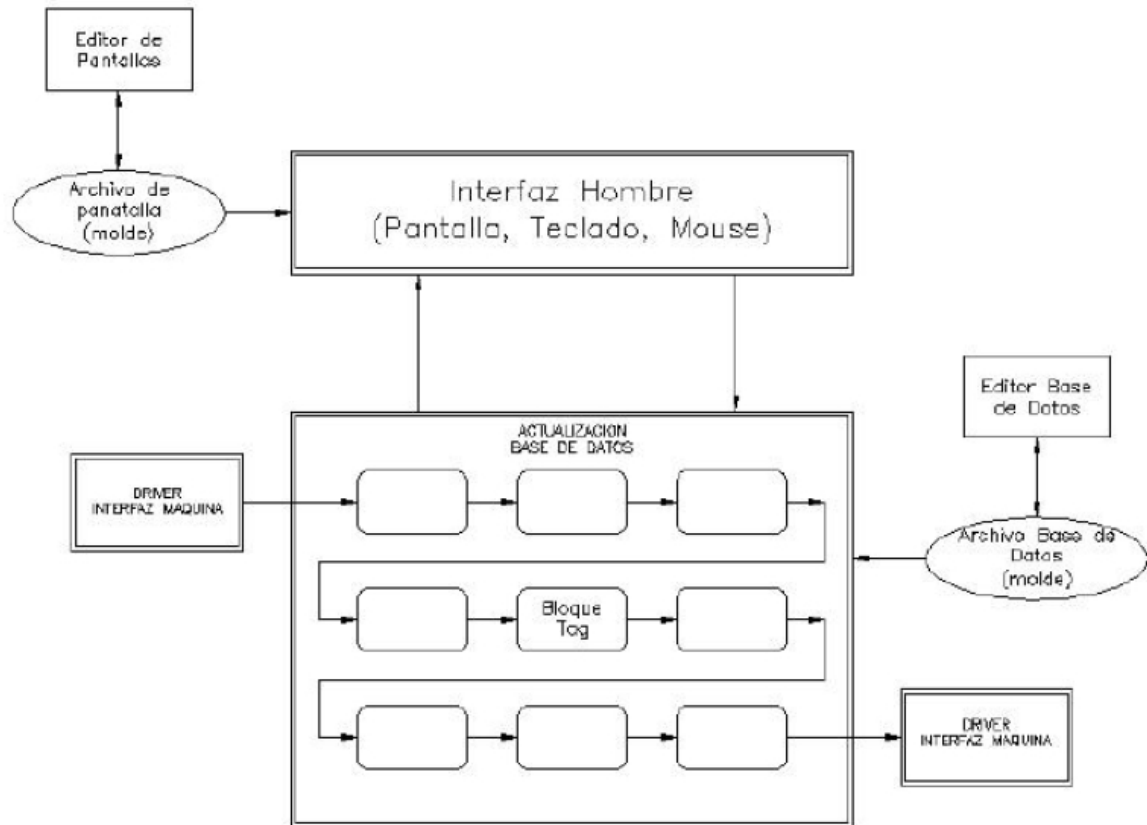 Editor de
Pantallas
Archivo de
panatalla
(molde)
Interfaz Hombre
(Pantalla, Teclado, Mouse)
Editor Base
de Datos
ACTUALIZACION
BASE DE DATOS
DRIVER
INTERFAZ MAQUINA
Archivo Base de
Datos
(molde)
Bloque
Tag
DRIVER
INTERFAZ MAQUINA